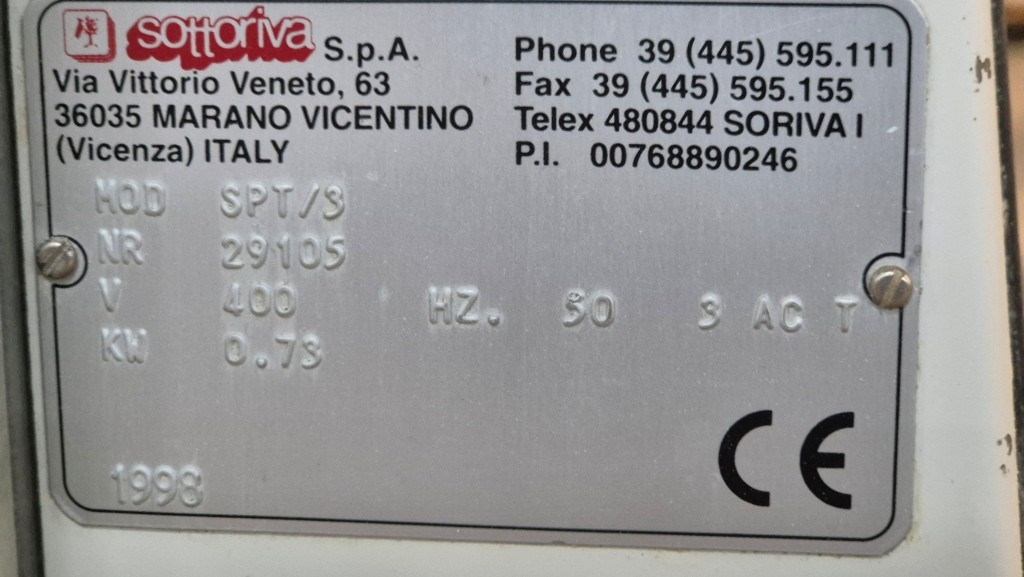 sottoriva S.p.A.
Via Vittorio Veneto, 63
36035 MARANO VICENTINO
(Vicenza) ITALY
Phone 39 (445) 595.111
Fax 39 (445) 595.155
Telex 480844 SORIVA I
P.I. 00768890246
MOD SPT/3
NR 29105
V 400 HZ. 50 3 AC T
KW 0.73
CE
1998